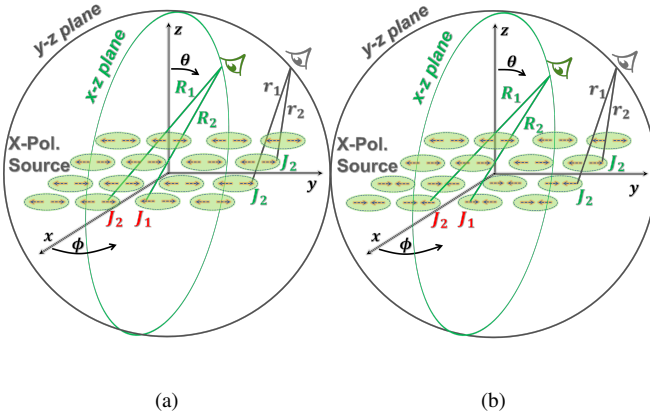 y-z plane
x-z plane
z
θ
R1
R2
r1
r2
X-Pol.
Source
J2
y
J2
J2
J1
x
ϕ
(a)
y-z plane
x-z plane
z
θ
R1
R2
r1
r2
X-Pol.
Source
J2
y
J2
J2
J1
x
ϕ
(b)